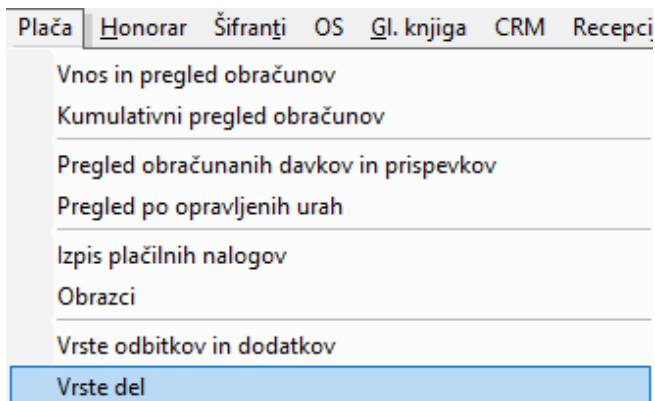 Plača Honorar Šifranti OS Gl. knjiga CRM Recepcij
Vnos in pregled obračunov
Kumulativni pregled obračunov
Pregled obračunanih davkov in prispevkov
Pregled po opravljenih urah
Izpis plačilnih nalogov
Obrazci
Vrste odbitkov in dodatkov
Vrste del